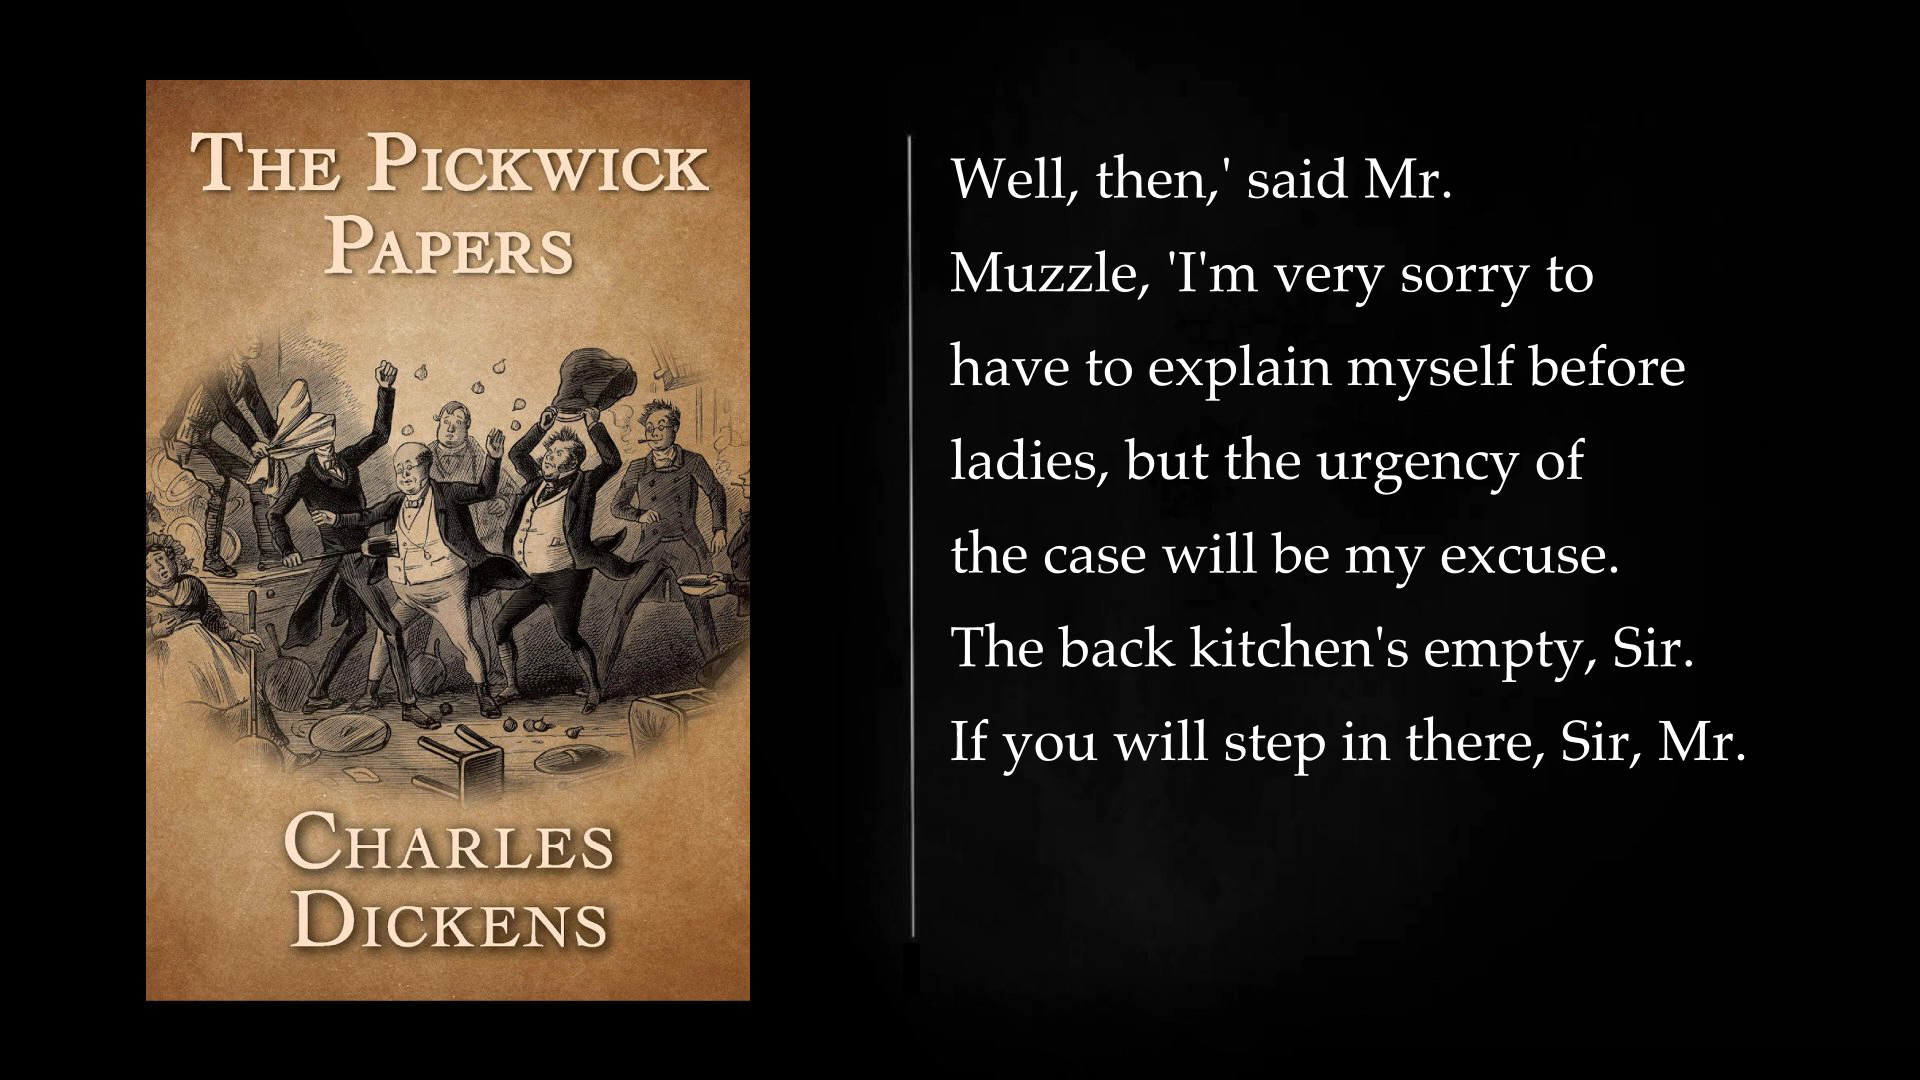 The Pickwick
Papers
Charles
Dickens
Well, then,' said Mr.
Muzzle, 'I'm very sorry to
have to explain myself before
ladies, but the urgency of
the case will be my excuse.
The back kitchen's empty, Sir.
If you will step in there, Sir, Mr.